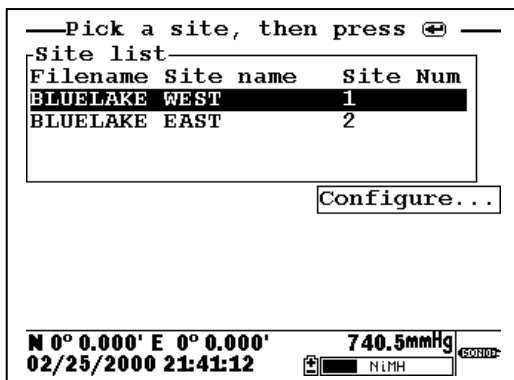 Pick a site, then press
Site list
Filename Site name Site Num
BLUELAKE WEST 1
BLUELAKE EAST 2
Configure...
N 0° 0.000' E 0° 0.000' 740.5mmHg
SONDE
02/25/2000 21:41:12 NiMH